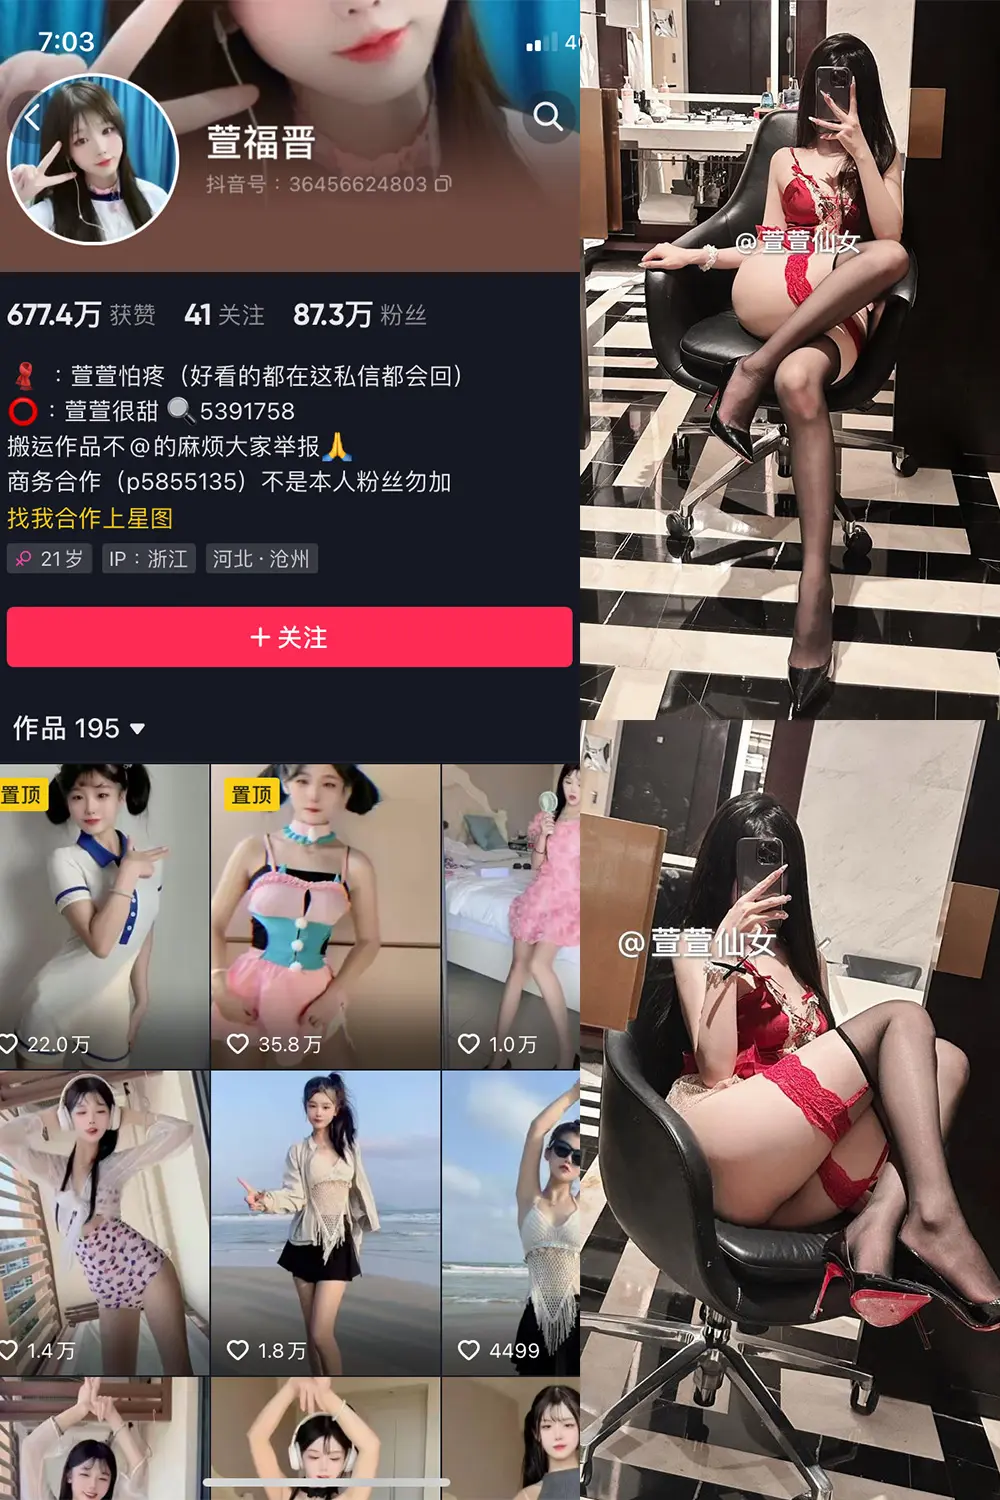 7:03
4
萱福晋
抖音号：36456624803
677.4万 获赞 41 关注 87.3万 粉丝
：萱萱怕疼（好看的都在这私信都会回）
：萱萱很甜 🔍5391758
搬运作品不@的麻烦大家举报🙏
商务合作（p5855135）不是本人粉丝勿加
找我合作上星图
♀ 21岁 IP：浙江 河北·沧州
＋关注
作品 195
置顶
置顶
22.0万
35.8万
1.0万
1.4万
1.8万
4499
@萱萱仙女
@萱萱仙女